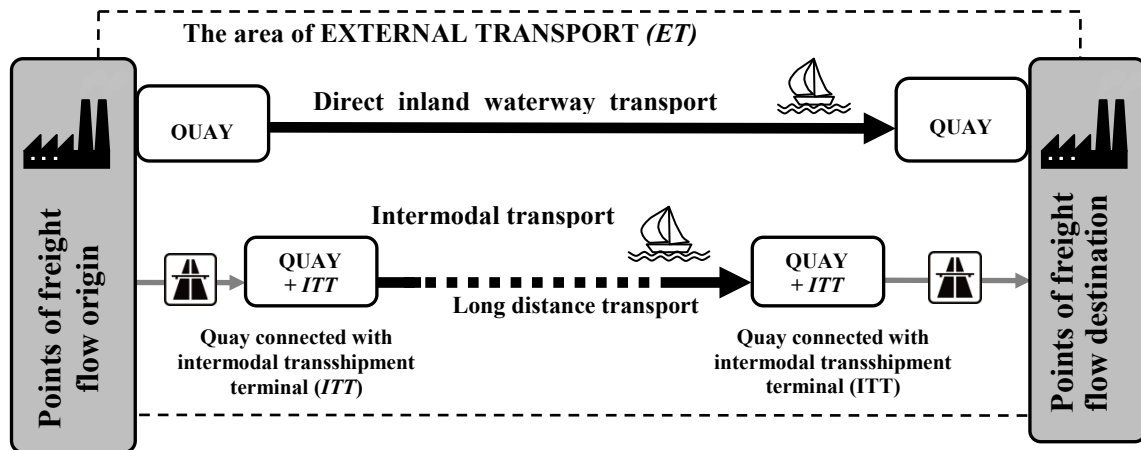 The area of EXTERNAL TRANSPORT (ET)
Points of freight
flow origin
OUAY
Direct inland waterway transport
QUAY
Intermodal transport
QUAY
+ ITT
Long distance transport
QUAY
+ ITT
Quay connected with
intermodal transshipment
terminal (ITT)
Quay connected with
intermodal transshipment
terminal (ITT)
Points of freight
flow destination